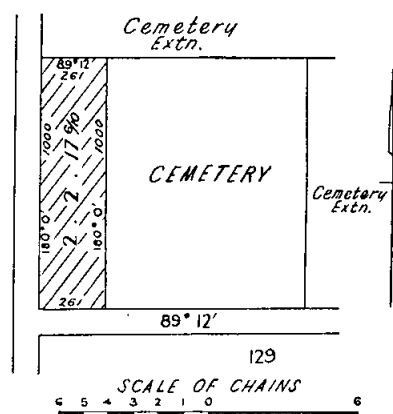 Cemetery
Extn.
89° 12'
261
1000
1000
2. 2. 17 6/10
180° 0'
180° 0'
261
CEMETERY
Cemetery
Extn.
89° 12'
129
SCALE OF CHAINS
6 5 4 3 2 1 0 6